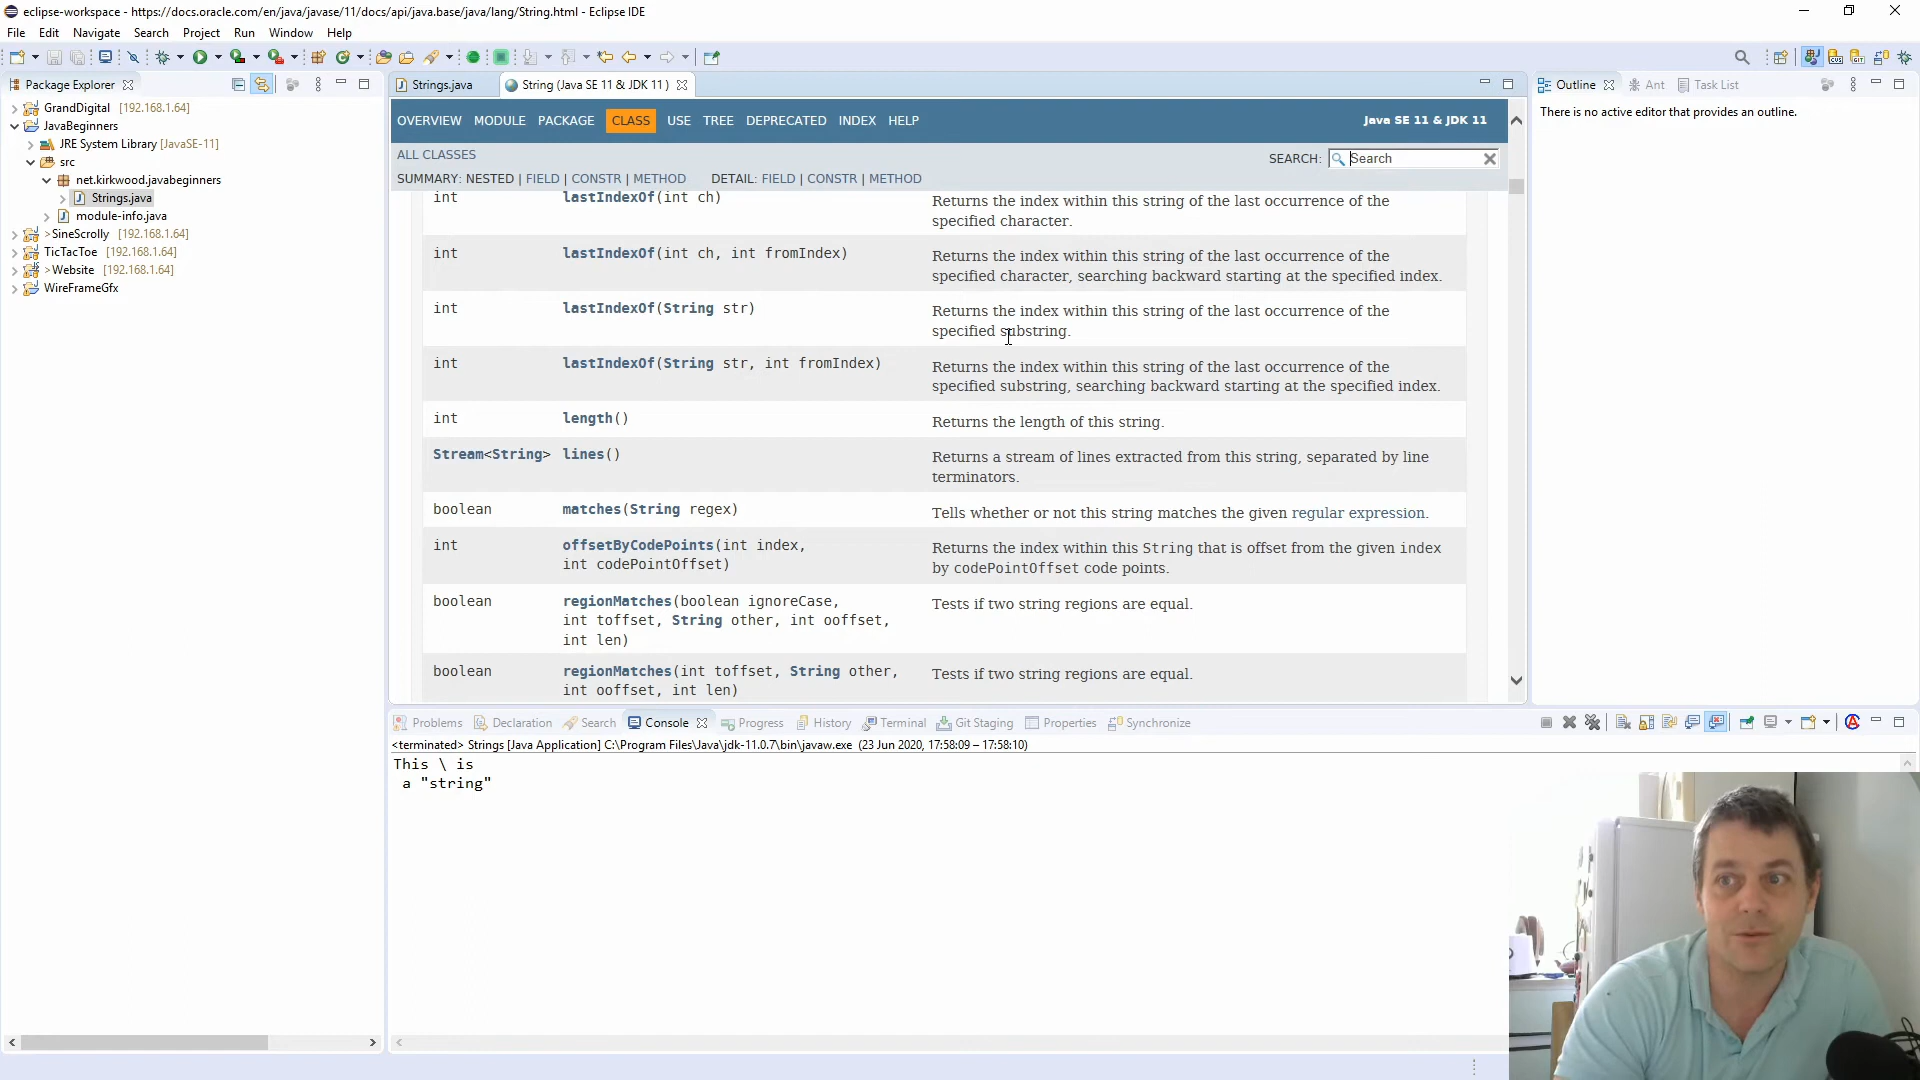 eclipse-workspace - https://docs.oracle.com/en/java/javase/11/docs/api/java.base/java/lang/String.html - Eclipse IDE
File Edit Navigate Search Project Run Window Help
Package Explorer
GrandDigital [192.168.1.64]
JavaBeginners
JRE System Library [JavaSE-11]
src
net.kirkwood.javabeginners
Strings.java
module-info.java
>SineScrolly [192.168.1.64]
TicTacToe [192.168.1.64]
>Website [192.168.1.64]
WireFrameGfx
Strings.java String (Java SE 11 & JDK 11 )
OVERVIEW MODULE PACKAGE CLASS USE TREE DEPRECATED INDEX HELP Java SE 11 & JDK 11
ALL CLASSES
SEARCH: Search
SUMMARY: NESTED | FIELD | CONSTR | METHOD DETAIL: FIELD | CONSTR | METHOD
int lastIndexOf(int ch) Returns the index within this string of the last occurrence of the
specified character.
int lastIndexOf(int ch, int fromIndex) Returns the index within this string of the last occurrence of the
specified character, searching backward starting at the specified index.
int lastIndexOf(String str) Returns the index within this string of the last occurrence of the
specified substring.
int lastIndexOf(String str, int fromIndex) Returns the index within this string of the last occurrence of the
specified substring, searching backward starting at the specified index.
int length() Returns the length of this string.
Stream<String> lines() Returns a stream of lines extracted from this string, separated by line
terminators.
boolean matches(String regex) Tells whether or not this string matches the given regular expression.
int offsetByCodePoints(int index, Returns the index within this String that is offset from the given index
int codePointOffset) by codePointOffset code points.
boolean regionMatches(boolean ignoreCase, Tests if two string regions are equal.
int toffset, String other, int ooffset,
int len)
boolean regionMatches(int toffset, String other, Tests if two string regions are equal.
int ooffset, int len)
Outline Ant Task List
There is no active editor that provides an outline.
Problems Declaration Search Console Progress History Terminal Git Staging Properties Synchronize
<terminated> Strings [Java Application] C:\Program Files\Java\jdk-11.0.7\bin\javaw.exe (23 Jun 2020, 17:58:09 – 17:58:10)
This \ is
a "string"